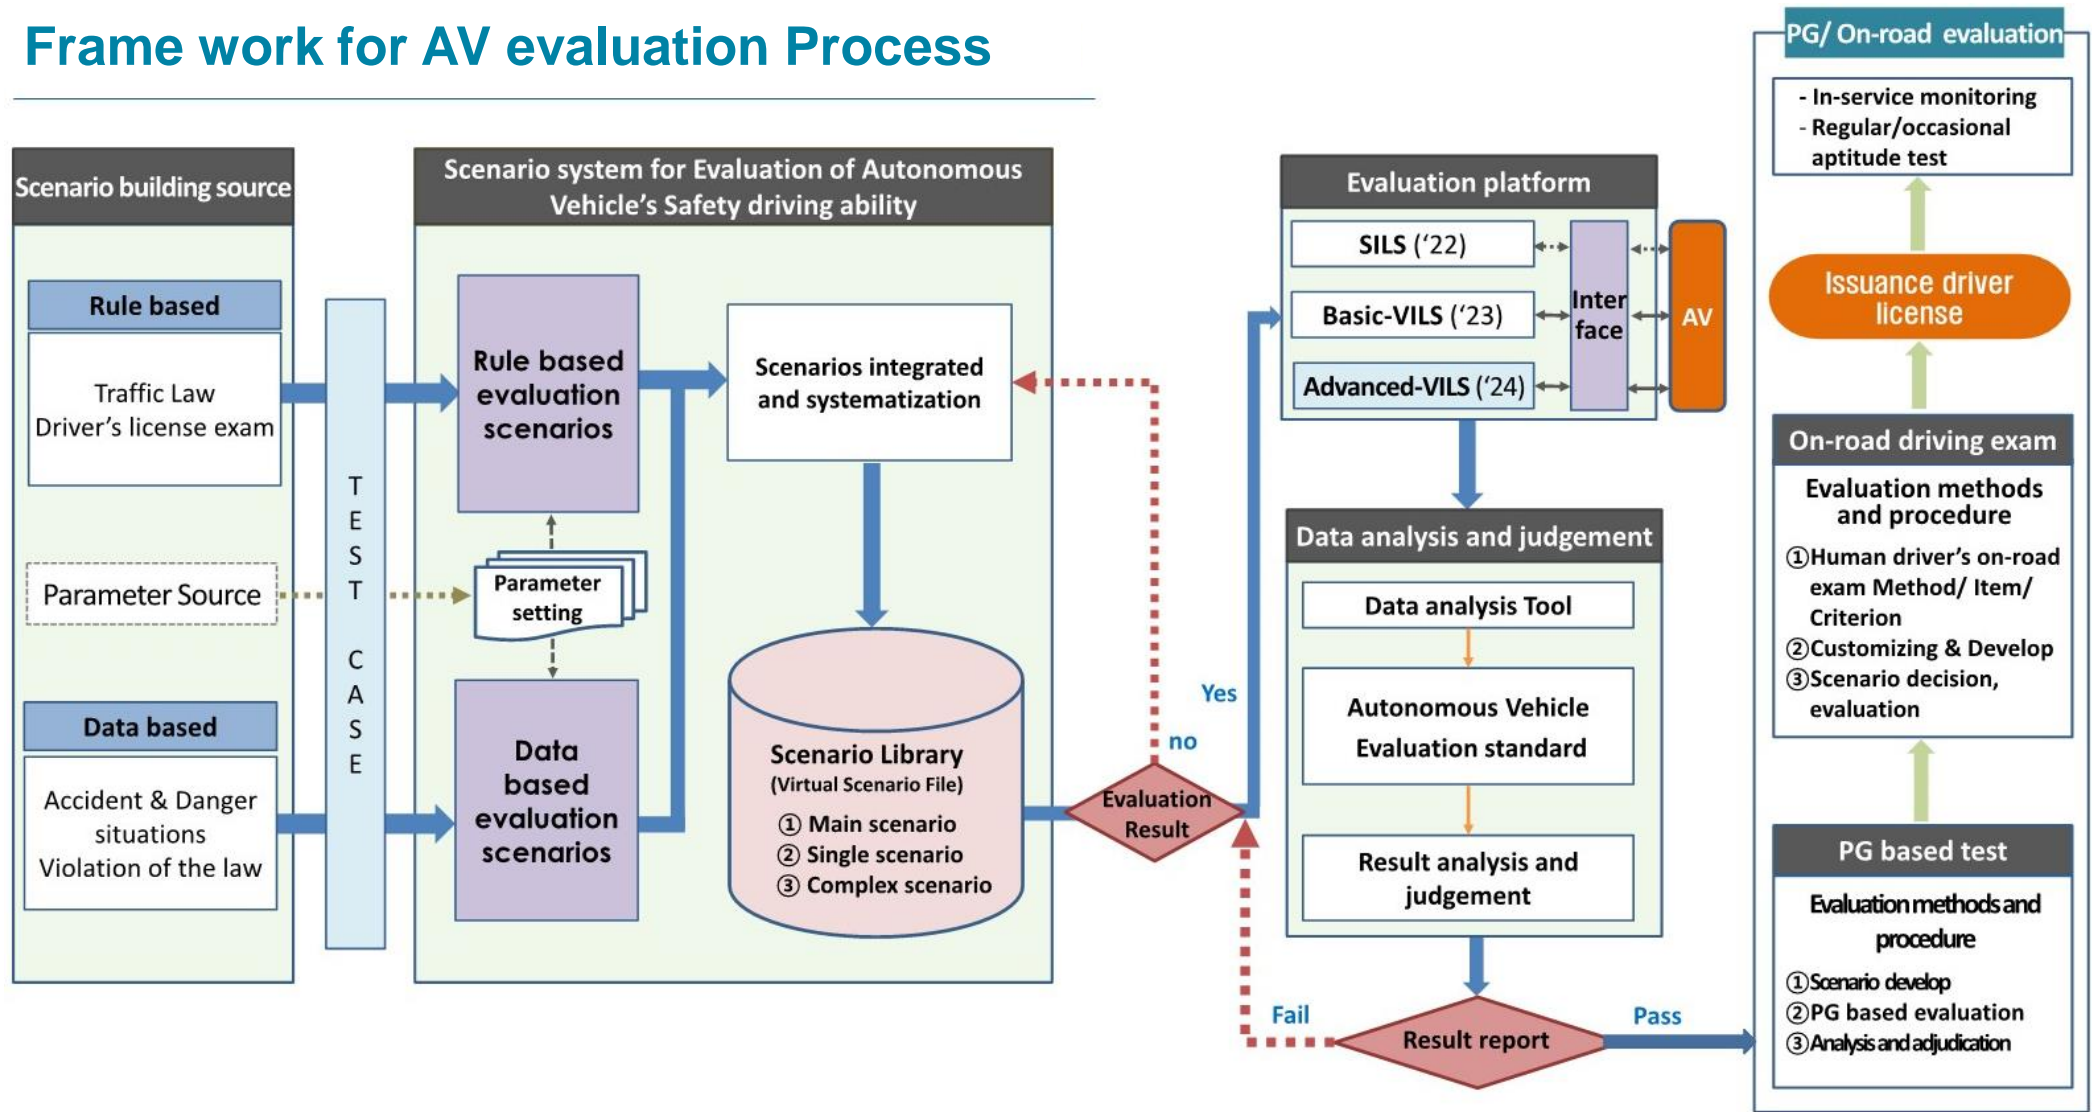 Frame work for AV evaluation Process
Scenario building source
Rule based
Traffic Law
Driver's license exam
Parameter Source
Data based
Accident & Danger
situations
Violation of the law
T
E
S
T
C
A
S
E
Scenario system for Evaluation of Autonomous
Vehicle's Safety driving ability
Rule based
evaluation
scenarios
Parameter
setting
Data
based
evaluation
scenarios
Scenarios integrated
and systematization
Scenario Library
(Virtual Scenario File)
① Main scenario
② Single scenario
③ Complex scenario
Evaluation
Result
no
Yes
Evaluation platform
SILS ('22)
Basic-VILS ('23)
Advanced-VILS ('24)
Inter
face
AV
Data analysis and judgement
Data analysis Tool
Autonomous Vehicle
Evaluation standard
Result analysis and
judgement
Result report
Fail
Pass
PG/ On-road evaluation
- In-service monitoring
- Regular/occasional
aptitude test
Issuance driver
license
On-road driving exam
Evaluation methods
and procedure
①Human driver's on-road
exam Method/ Item/
Criterion
②Customizing & Develop
③Scenario decision,
evaluation
PG based test
Evaluation methods and
procedure
①Scenario develop
②PG based evaluation
③Analysis and adjudication